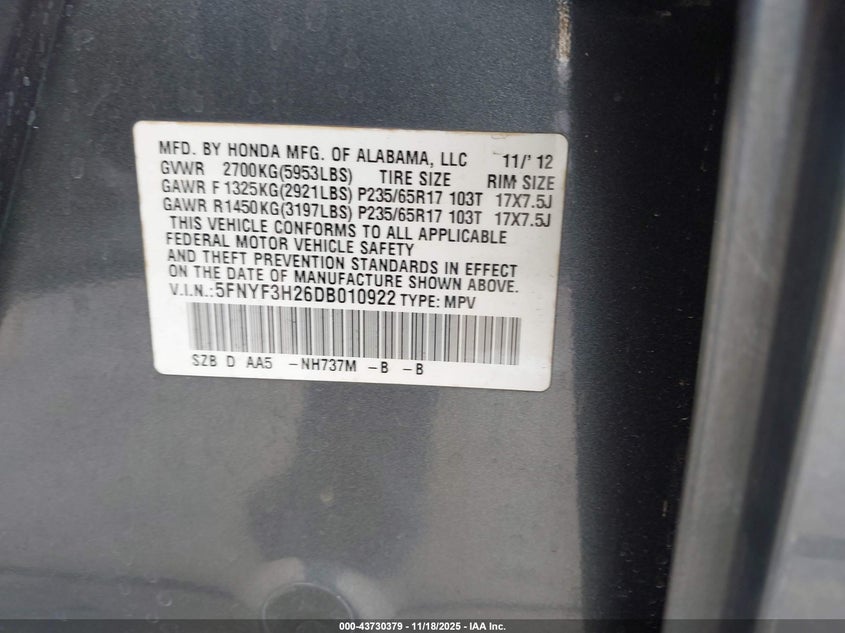 MFD. BY HONDA MFG. OF ALABAMA, LLC 11/' 12
GVWR 2700KG(5953LBS) TIRE SIZE RIM SIZE
GAWR F 1325KG(2921LBS) P235/65R17 103T 17X7.5J
GAWR R1450KG(3197LBS) P235/65R17 103T 17X7.5J
THIS VEHICLE CONFORMS TO ALL APPLICABLE
FEDERAL MOTOR VEHICLE SAFETY
AND THEFT PREVENTION STANDARDS IN EFFECT
ON THE DATE OF MANUFACTURE SHOWN ABOVE.
V.I.N.:5FNYF3H26DB010922 TYPE: MPV
SZB D AA5 -NH737M -B -B
000-43730379 - 11/18/2025 - IAA Inc.